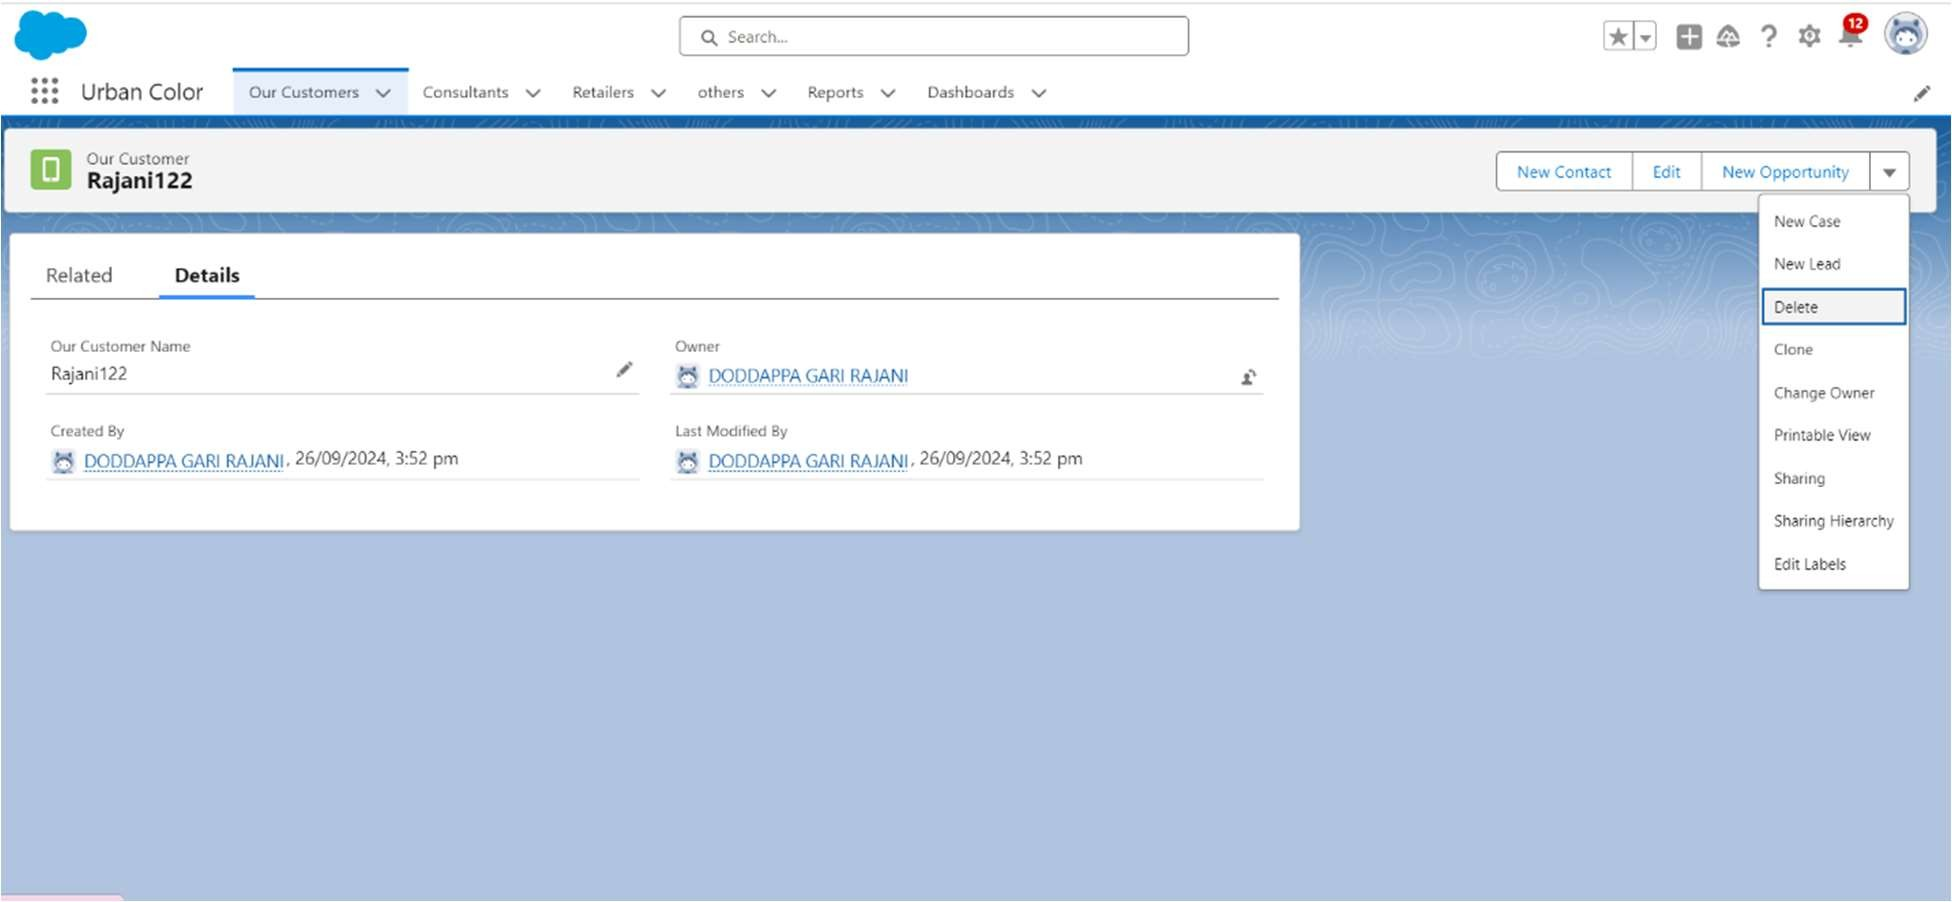 Search...
12
Urban Color
Our Customers
Consultants
Retailers
others
Reports
Dashboards
Our Customer
Rajani122
New Contact
Edit
New Opportunity
New Case
New Lead
Delete
Clone
Change Owner
Printable View
Sharing
Sharing Hierarchy
Edit Labels
Related
Details
Our Customer Name
Rajani122
Owner
DODDAPPA GARI RAJANI
Created By
DODDAPPA GARI RAJANI, 26/09/2024, 3:52 pm
Last Modified By
DODDAPPA GARI RAJANI, 26/09/2024, 3:52 pm